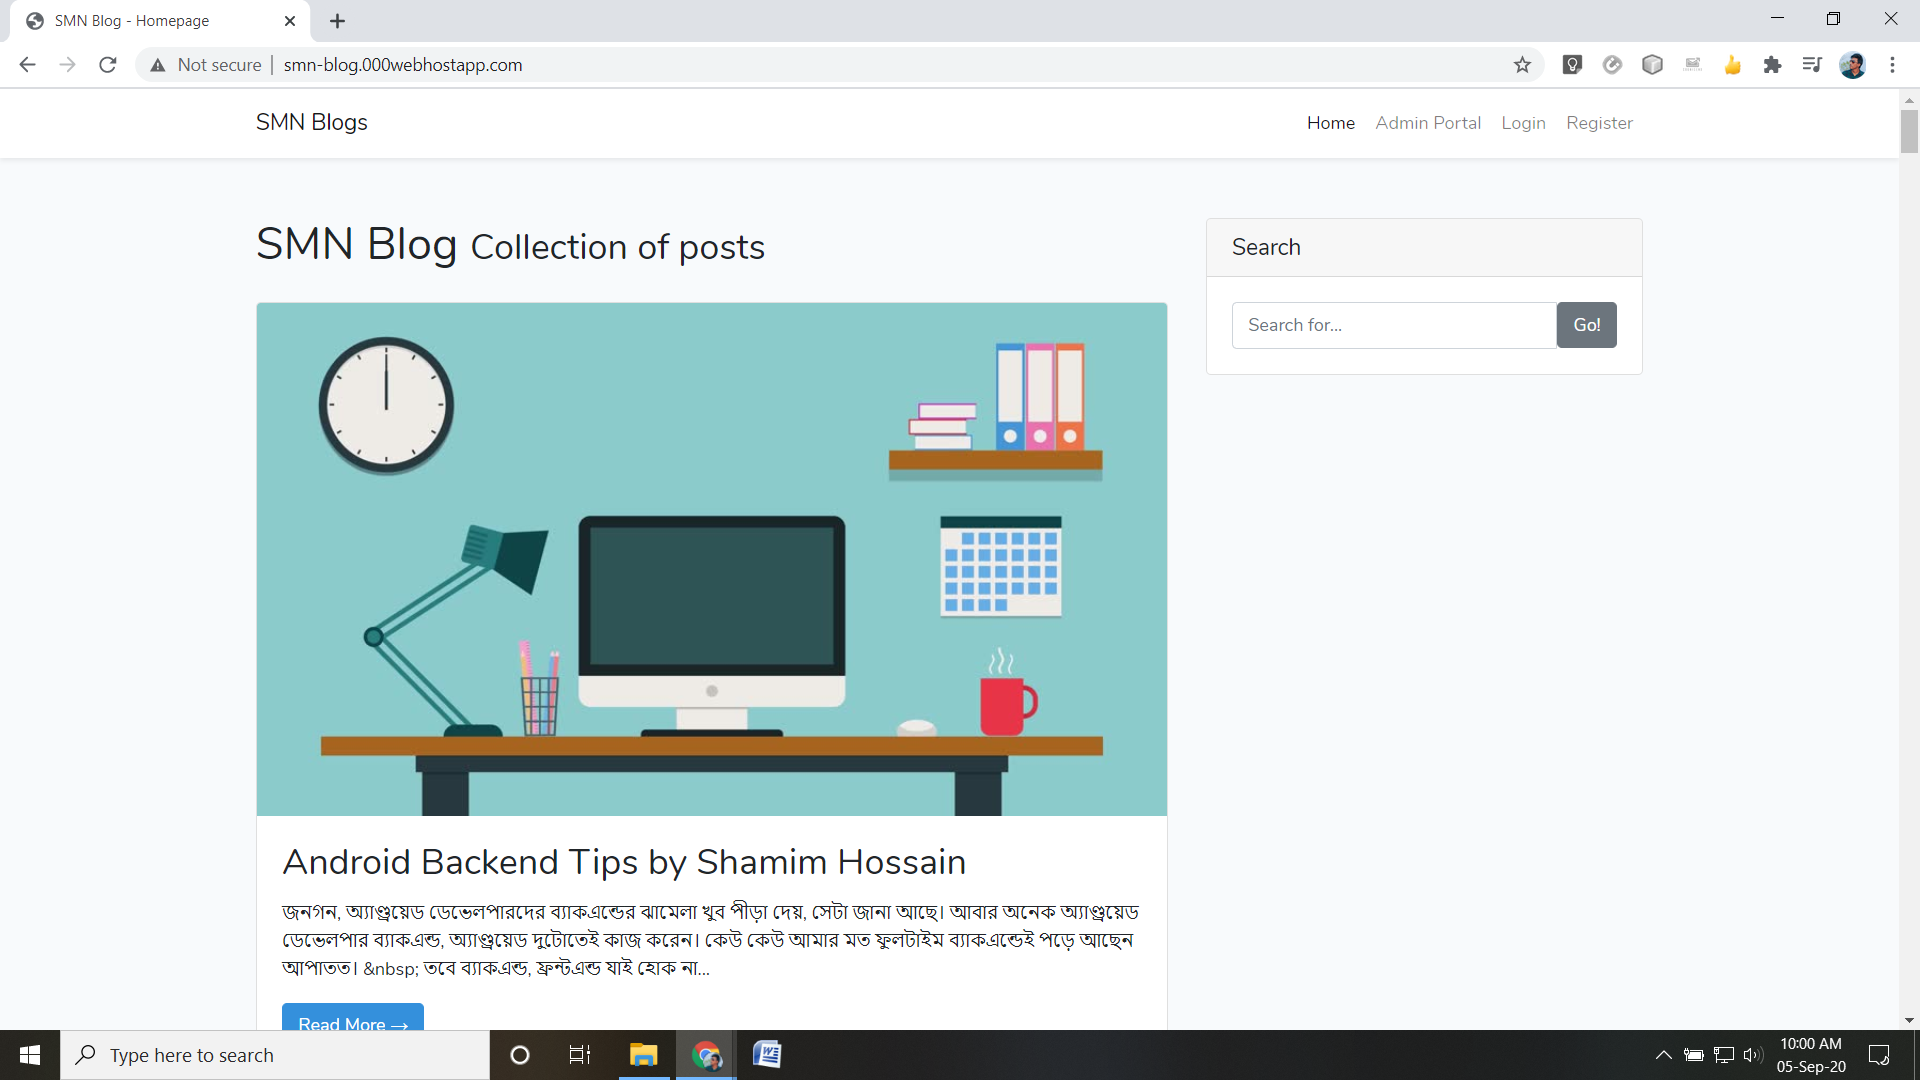 SMN Blog - Homepage
Not secure | smn-blog.000webhostapp.com
SMN Blogs
Home Admin Portal Login Register
SMN Blog Collection of posts
Search
Search for...
Go!
Android Backend Tips by Shamim Hossain
জনগন, অ্যাণ্ড্রয়েড ডেভেলপারদের ব্যাকএন্ডের ঝামেলা খুব পীড়া দেয়, সেটা জানা আছে। আবার অনেক অ্যাণ্ড্রয়েড
ডেভেলপার ব্যাকএন্ড, অ্যাণ্ড্রয়েড দুটোতেই কাজ করেন। কেউ কেউ আমার মত ফুলটাইম ব্যাকএন্ডেই পড়ে আছেন
আপাতত। &nbsp; তবে ব্যাকএন্ড, ফ্রন্টএন্ড যাই হোক না...
Read More →
Type here to search
10:00 AM
05-Sep-20